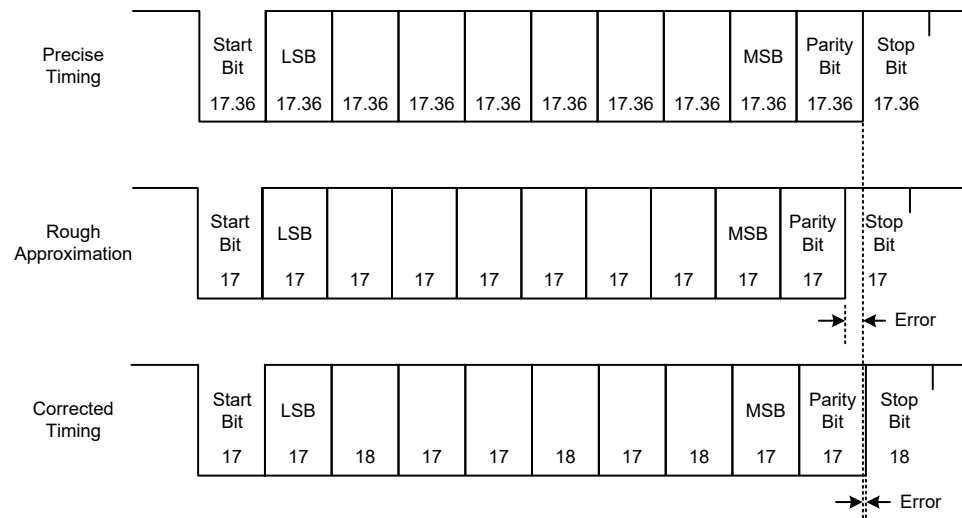 Precise
Timing
Start
Bit
LSB
MSB
Parity
Bit
Stop
Bit
17.36 17.36 17.36 17.36 17.36 17.36 17.36 17.36 17.36 17.36 17.36
Rough
Approximation
Start
Bit
LSB
MSB
Parity
Bit
Stop
Bit
17 17 17 17 17 17 17 17 17 17 17
Error
Corrected
Timing
Start
Bit
LSB
MSB
Parity
Bit
Stop
Bit
17 17 18 17 17 18 17 18 17 17 18
Error